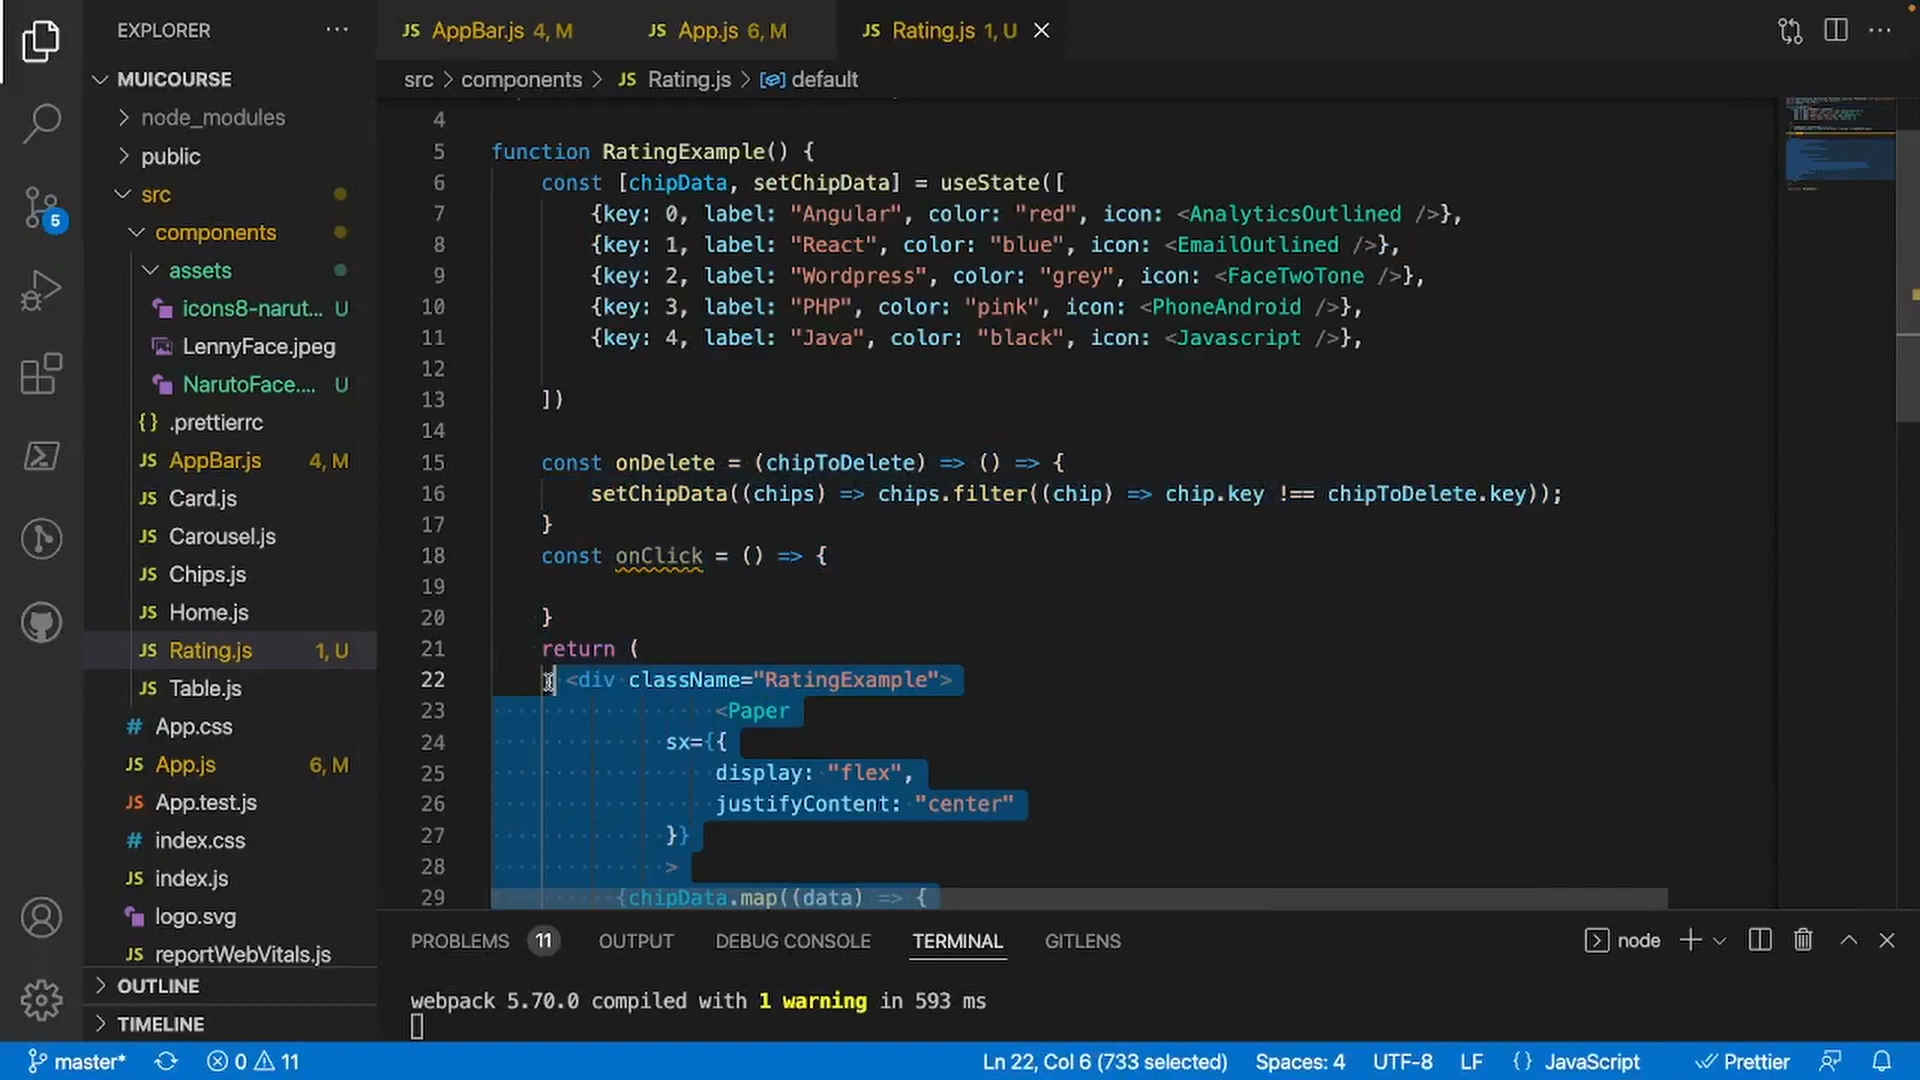 EXPLORER
AppBar.js 4, M
App.js 6, M
Rating.js 1, U
MUICOURSE
src > components > JS Rating.js > default
node_modules
public
src
components
assets
icons8-narut... U
LennyFace.jpeg
NarutoFace.... U
{} .prettierrc
JS AppBar.js 4, M
JS Card.js
JS Carousel.js
JS Chips.js
JS Home.js
JS Rating.js 1, U
JS Table.js
# App.css
JS App.js 6, M
JS App.test.js
# index.css
JS index.js
logo.svg
JS reportWebVitals.js
OUTLINE
TIMELINE
4
5 function RatingExample() {
6 const [chipData, setChipData] = useState([
7 {key: 0, label: "Angular", color: "red", icon: <AnalyticsOutlined />},
8 {key: 1, label: "React", color: "blue", icon: <EmailOutlined />},
9 {key: 2, label: "Wordpress", color: "grey", icon: <FaceTwoTone />},
10 {key: 3, label: "PHP", color: "pink", icon: <PhoneAndroid />},
11 {key: 4, label: "Java", color: "black", icon: <Javascript />},
12
13 ])
14
15 const onDelete = (chipToDelete) => () => {
16 setChipData((chips) => chips.filter((chip) => chip.key !== chipToDelete.key));
17 }
18 const onClick = () => {
19
20 }
21 return (
22 <div className="RatingExample">
23 <Paper
24 sx={{
25 display: "flex",
26 justifyContent: "center"
27 }}
28 >
29 {chipData.map((data) => {
PROBLEMS 11 OUTPUT DEBUG CONSOLE TERMINAL GITLENS
node
webpack 5.70.0 compiled with 1 warning in 593 ms
5
master* 0 11 Ln 22, Col 6 (733 selected) Spaces: 4 UTF-8 LF {} JavaScript Prettier